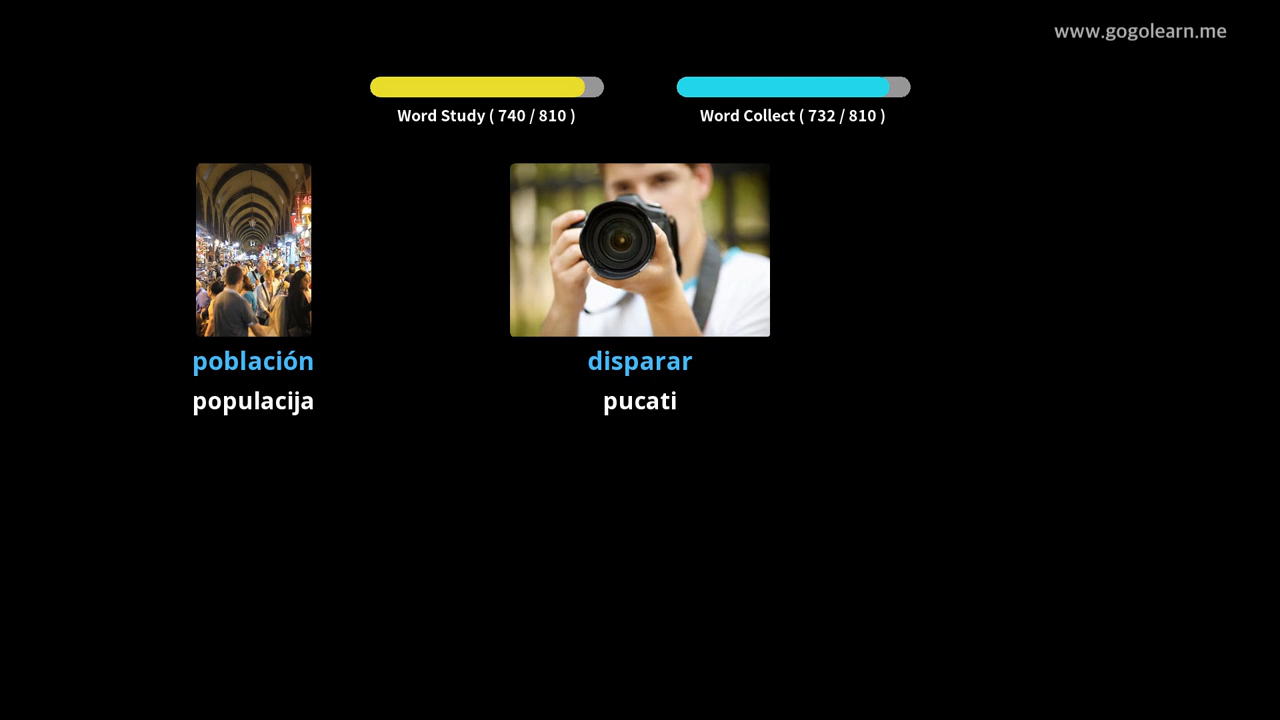 www.gogolearn.me
Word Study ( 740 / 810 )
Word Collect ( 732 / 810 )
población
populacija
disparar
pucati